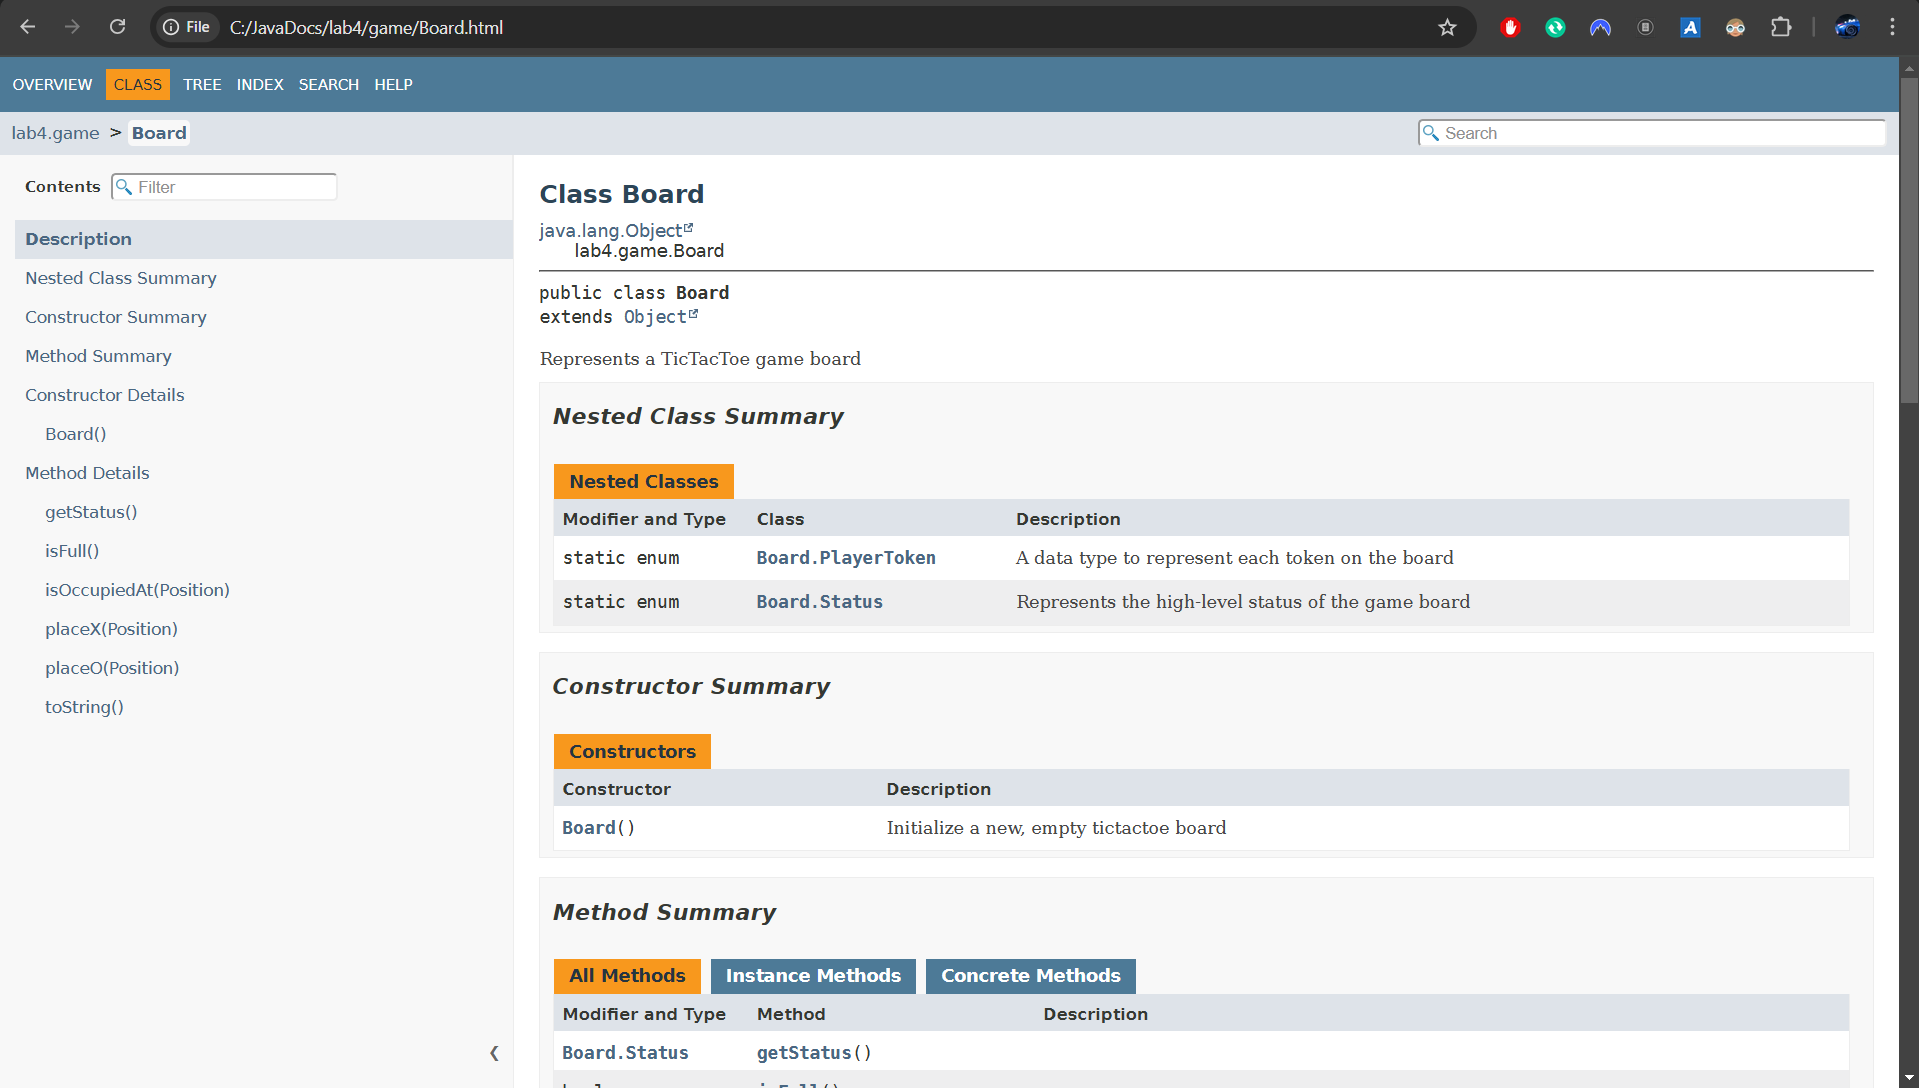 File
C:/JavaDocs/lab4/game/Board.html
OVERVIEW CLASS TREE INDEX SEARCH HELP
lab4.game > Board
Search
Contents
Filter
Description
Nested Class Summary
Constructor Summary
Method Summary
Constructor Details
Board()
Method Details
getStatus()
isFull()
isOccupiedAt(Position)
placeX(Position)
placeO(Position)
toString()
Class Board
java.lang.Object
lab4.game.Board
public class Board
extends Object
Represents a TicTacToe game board
Nested Class Summary
Nested Classes
Modifier and Type Class Description
static enum Board.PlayerToken A data type to represent each token on the board
static enum Board.Status Represents the high-level status of the game board
Constructor Summary
Constructors
Constructor Description
Board() Initialize a new, empty tictactoe board
Method Summary
All Methods Instance Methods Concrete Methods
Modifier and Type Method Description
Board.Status getStatus()